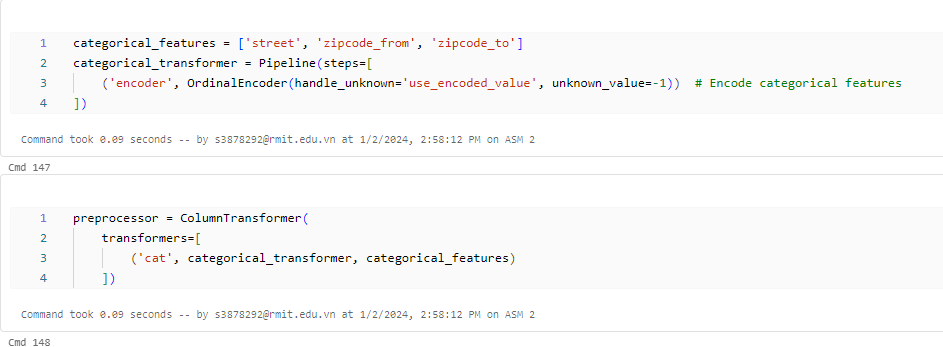 1 categorical_features = ['street', 'zipcode_from', 'zipcode_to']
2 categorical_transformer = Pipeline(steps=[
3     ('encoder', OrdinalEncoder(handle_unknown='use_encoded_value', unknown_value=-1))  # Encode categorical features
4 ])
Command took 0.09 seconds -- by s3878292@rmit.edu.vn at 1/2/2024, 2:58:12 PM on ASM 2
Cmd 147
1 preprocessor = ColumnTransformer(
2     transformers=[
3         ('cat', categorical_transformer, categorical_features)
4     ])
Command took 0.09 seconds -- by s3878292@rmit.edu.vn at 1/2/2024, 2:58:12 PM on ASM 2
Cmd 148